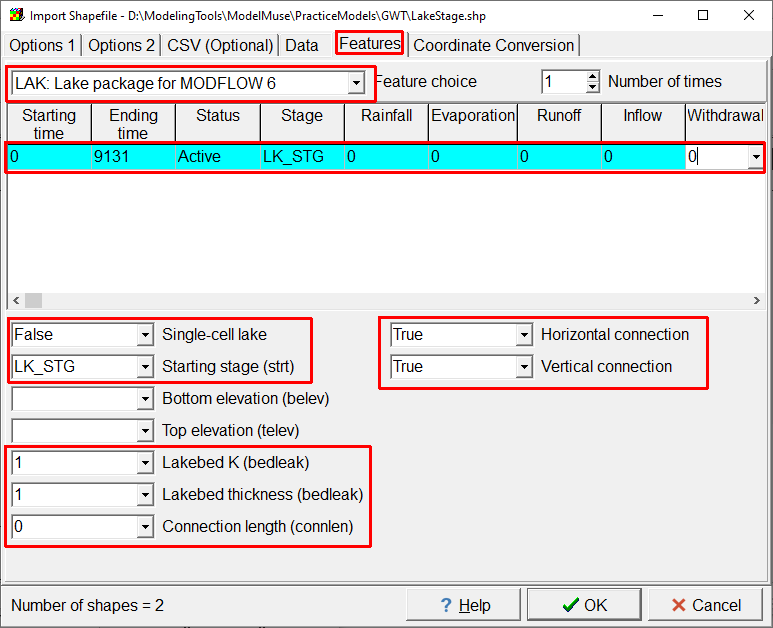 Import Shapefile - D:\ModelingTools\ModelMuse\PracticeModels\GWT\LakeStage.shp
Options 1 Options 2 CSV (Optional) Data Features Coordinate Conversion
LAK: Lake package for MODFLOW 6 Feature choice 1 Number of times
Starting time Ending time Status Stage Rainfall Evaporation Runoff Inflow Withdrawal
0 9131 Active LK_STG 0 0 0 0 0
False Single-cell lake True Horizontal connection
LK_STG Starting stage (strt) True Vertical connection
Bottom elevation (belev)
Top elevation (telev)
1 Lakebed K (bedleak)
1 Lakebed thickness (bedleak)
0 Connection length (connlen)
Number of shapes = 2 ? Help OK Cancel